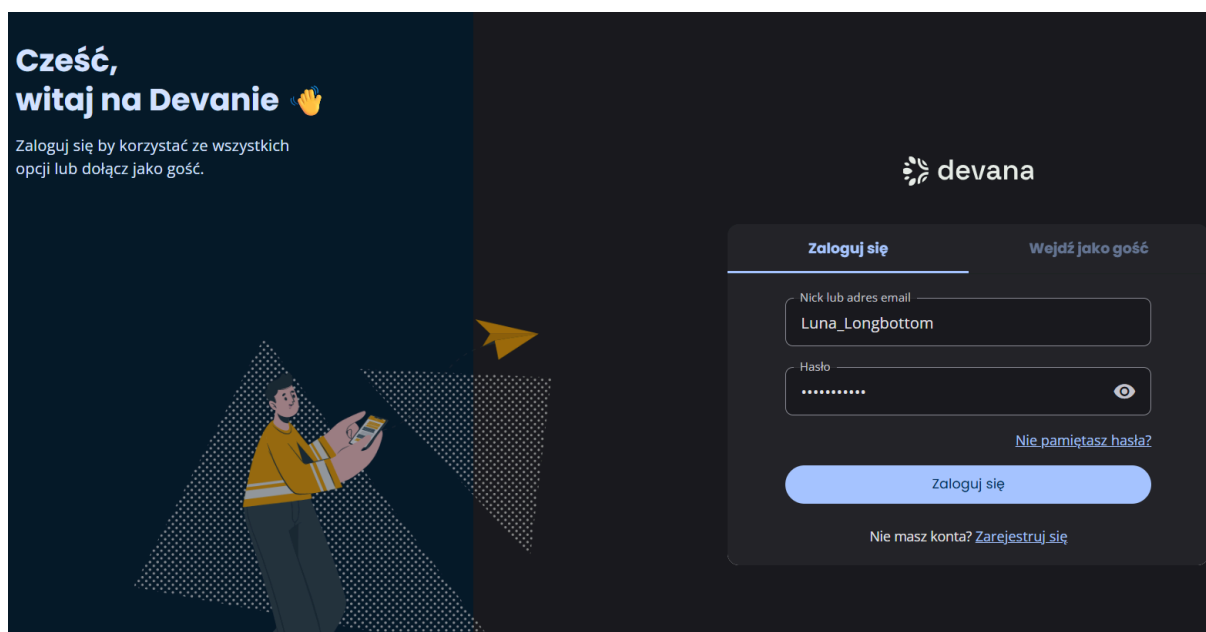 Cześć,
witaj na Devanie 👋
Zaloguj się by korzystać ze wszystkich
opcji lub dołącz jako gość.
devana
Zaloguj się
Wejdź jako gość
Nick lub adres email
Luna_Longbottom
Hasło
•••••••••••
Nie pamiętasz hasła?
Zaloguj się
Nie masz konta? Zarejestruj się